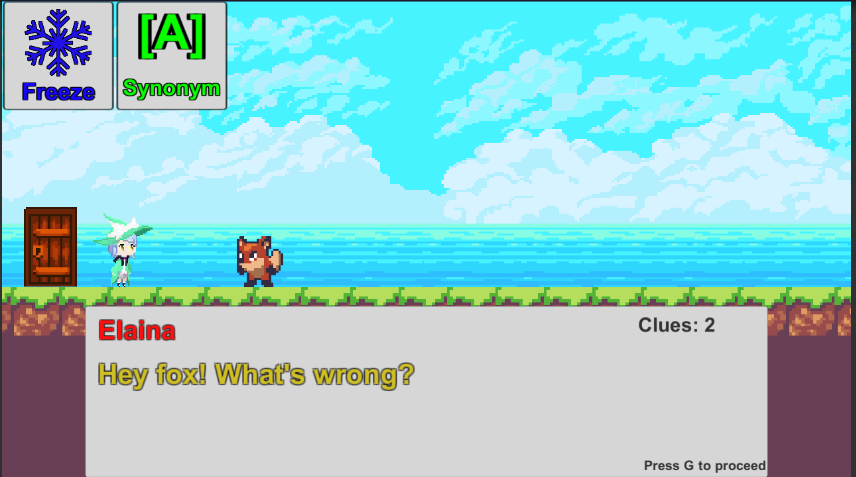 [A]
Freeze
Synonym
Elaina
Clues: 2
Hey fox! What's wrong?
Press G to proceed